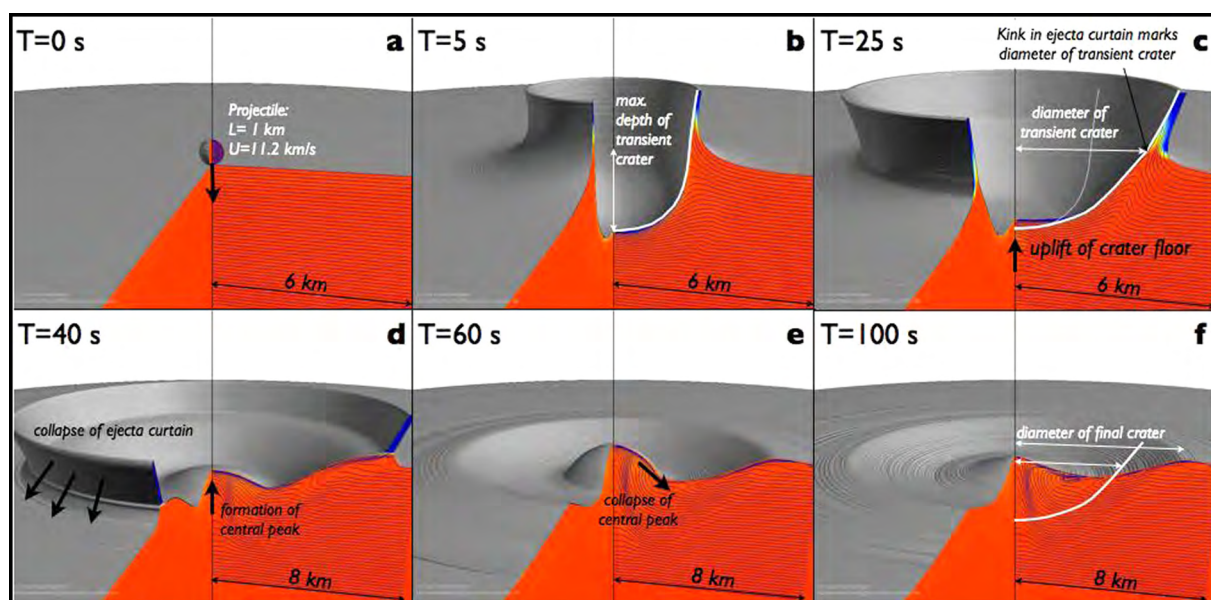 T=0 s
a
Projectile:
L= 1 km
U=11.2 km/s
6 km
T=5 s
b
max.
depth of
transient
crater
6 km
T=25 s
Kink in ejecta curtain marks
diameter of transient crater
c
diameter of
transient crater
uplift of crater floor
6 km
T=40 s
d
collapse of ejecta curtain
formation of
central peak
8 km
T=60 s
e
collapse of
central peak
8 km
T=100 s
f
diameter of final crater
8 km